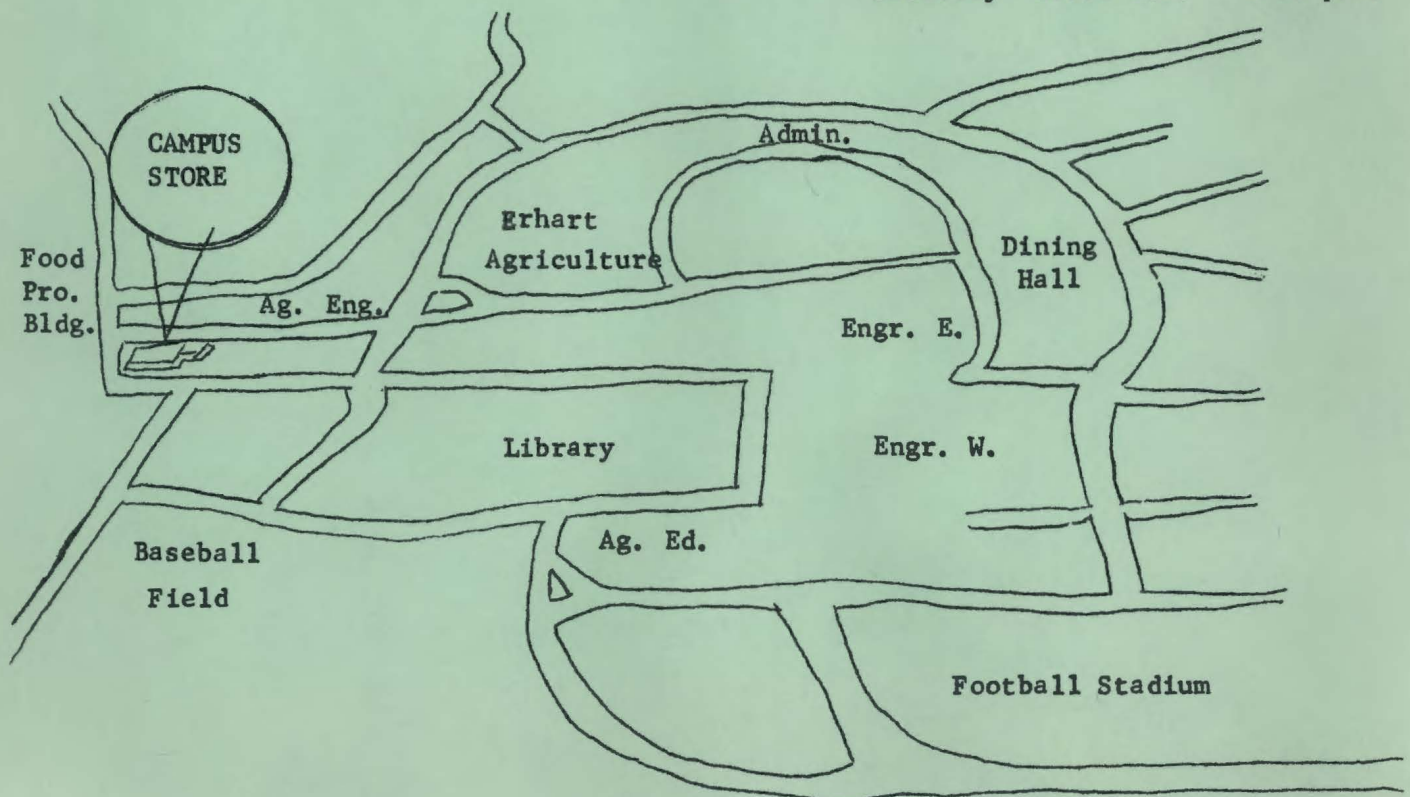 CAMPUS
STORE
Admin.
Erhart
Agriculture
Dining
Hall
Food
Pro.
Bldg.
Ag. Eng.
Engr. E.
Library
Engr. W.
Ag. Ed.
Baseball
Field
Football Stadium